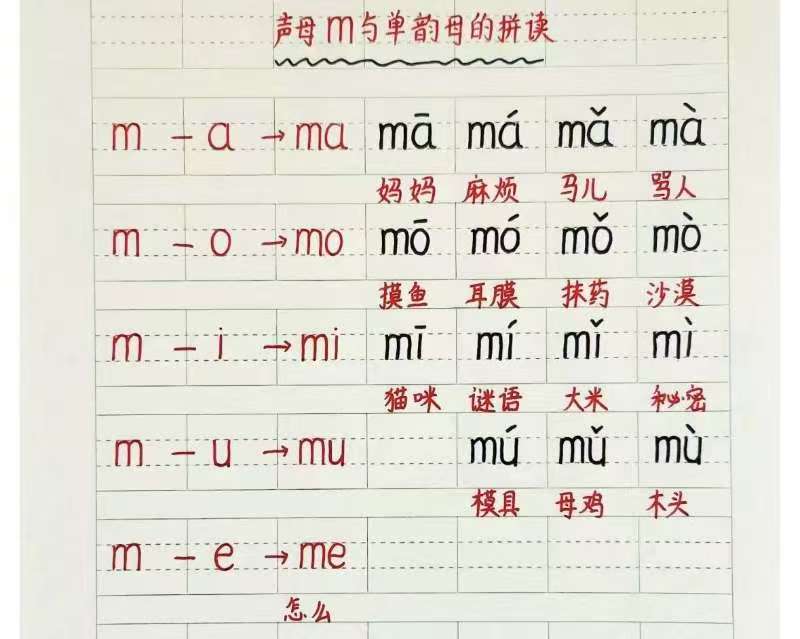 声母m与单韵母的拼读
m - a → ma mā má mǎ mà
妈妈 麻烦 马儿 骂人
m - o → mo mō mó mǒ mò
摸鱼 耳膜 抹药 沙漠
m - i → mi mī mí mǐ mì
猫咪 谜语 大米 秘密
m - u → mu mú mǔ mù
模具 母鸡 木头
m - e → me
怎么